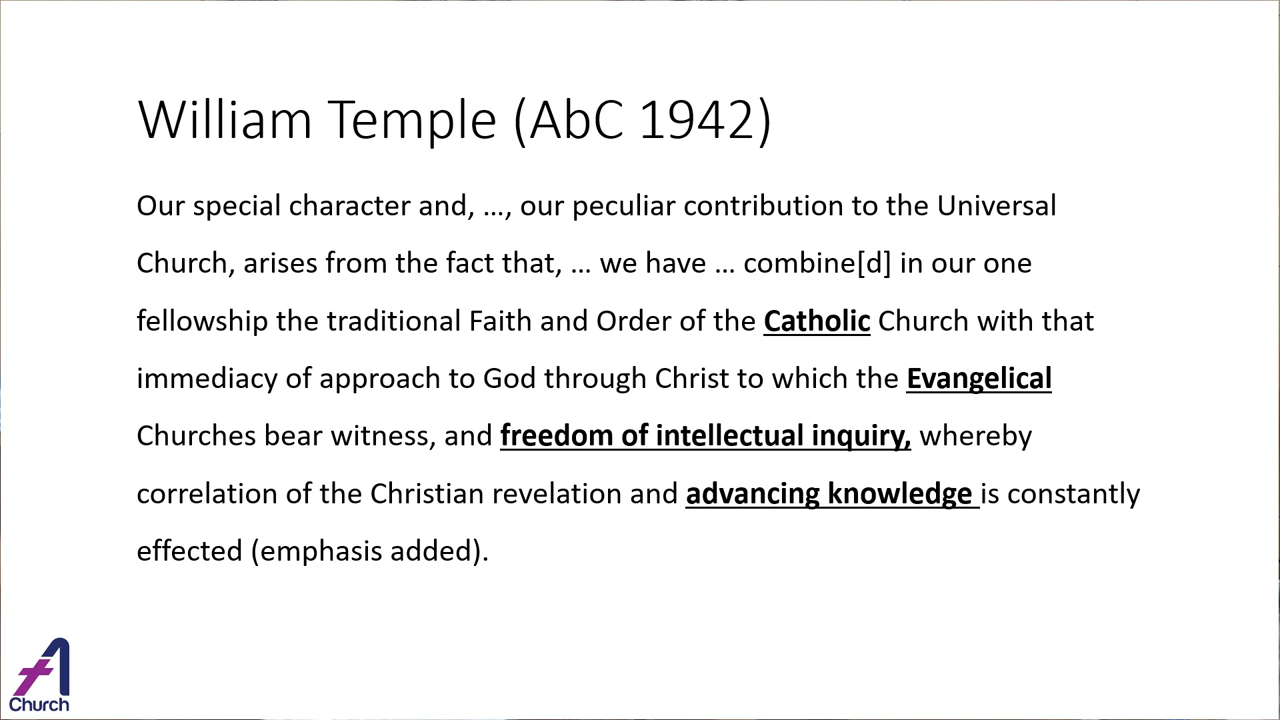 William Temple (AbC 1942)
Our special character and, …, our peculiar contribution to the Universal
Church, arises from the fact that, … we have … combine[d] in our one
fellowship the traditional Faith and Order of the Catholic Church with that
immediacy of approach to God through Christ to which the Evangelical
Churches bear witness, and freedom of intellectual inquiry, whereby
correlation of the Christian revelation and advancing knowledge is constantly
effected (emphasis added).
Church